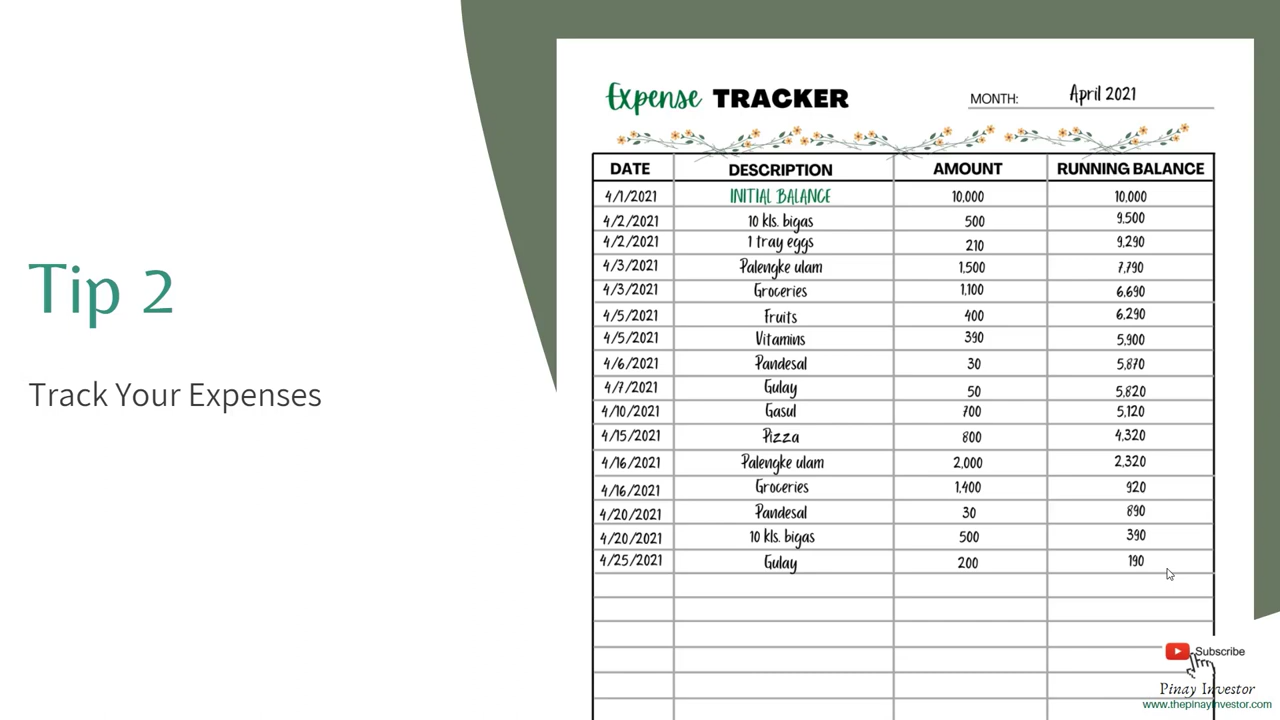 Tip 2
Track Your Expenses
Expense TRACKER
MONTH: April 2021
DATE DESCRIPTION AMOUNT RUNNING BALANCE
4/1/2021 INITIAL BALANCE 10,000 10,000
4/2/2021 10 kls. bigas 500 9,500
4/2/2021 1 tray eggs 210 9,290
4/3/2021 Palengke ulam 1,500 7,790
4/3/2021 Groceries 1,100 6,690
4/5/2021 Fruits 400 6,290
4/5/2021 Vitamins 390 5,900
4/6/2021 Pandesal 30 5,870
4/7/2021 Gulay 50 5,820
4/10/2021 Gasul 700 5,120
4/15/2021 Pizza 800 4,320
4/16/2021 Palengke ulam 2,000 2,320
4/16/2021 Groceries 1,400 920
4/20/2021 Pandesal 30 890
4/20/2021 10 kls. bigas 500 390
4/25/2021 Gulay 200 190
Subscribe
Pinay Investor
www.thepinayinvestor.com